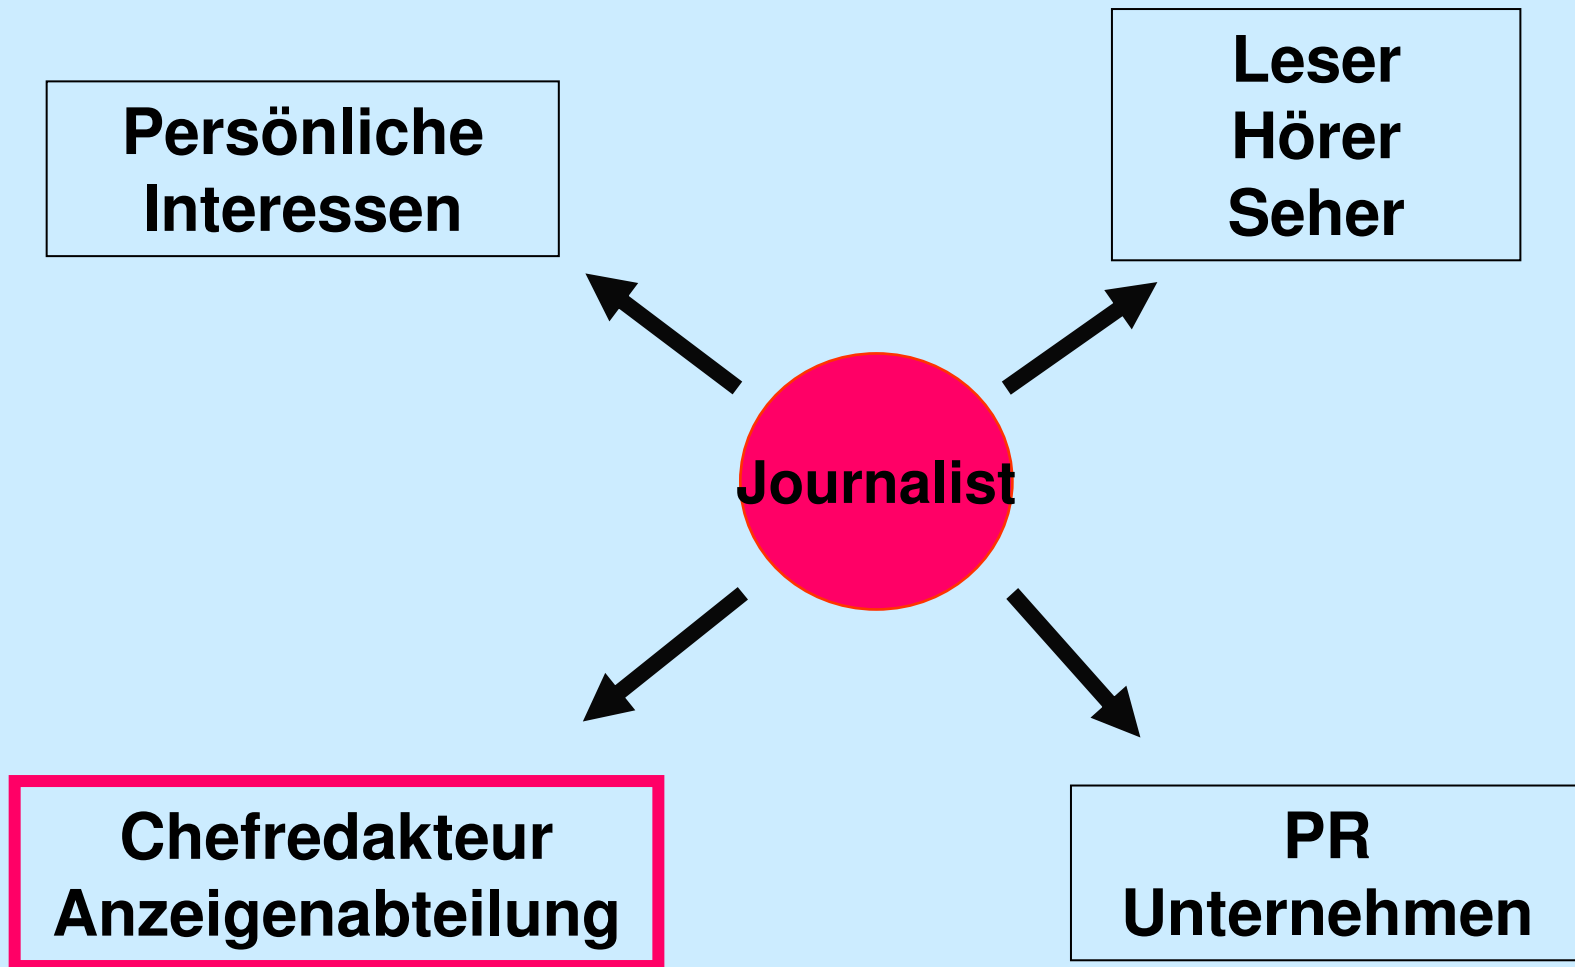 Persönliche
Interessen
Leser
Hörer
Seher
Journalist
Chefredakteur
Anzeigenabteilung
PR
Unternehmen